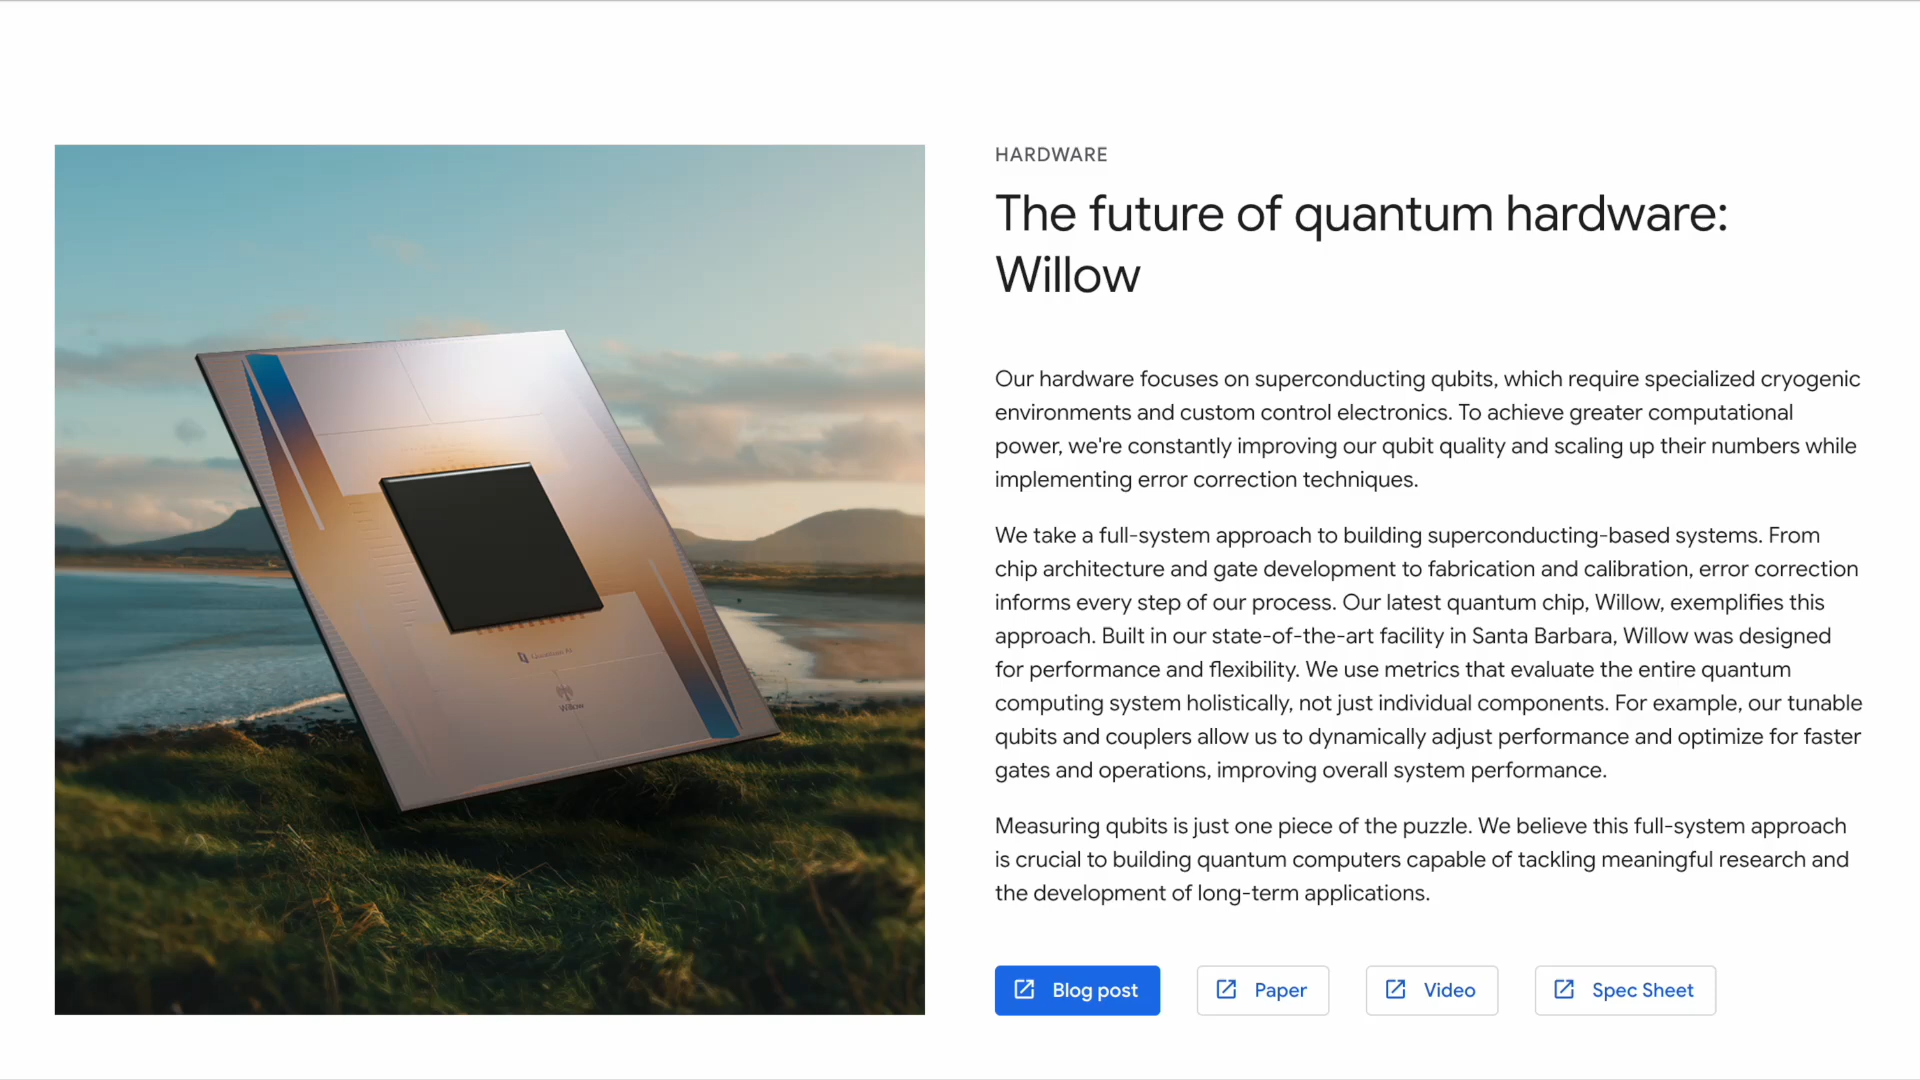 HARDWARE
The future of quantum hardware:
Willow
Our hardware focuses on superconducting qubits, which require specialized cryogenic
environments and custom control electronics. To achieve greater computational
power, we're constantly improving our qubit quality and scaling up their numbers while
implementing error correction techniques.
We take a full-system approach to building superconducting-based systems. From
chip architecture and gate development to fabrication and calibration, error correction
informs every step of our process. Our latest quantum chip, Willow, exemplifies this
approach. Built in our state-of-the-art facility in Santa Barbara, Willow was designed
for performance and flexibility. We use metrics that evaluate the entire quantum
computing system holistically, not just individual components. For example, our tunable
qubits and couplers allow us to dynamically adjust performance and optimize for faster
gates and operations, improving overall system performance.
Measuring qubits is just one piece of the puzzle. We believe this full-system approach
is crucial to building quantum computers capable of tackling meaningful research and
the development of long-term applications.
Blog post
Paper
Video
Spec Sheet
Willow